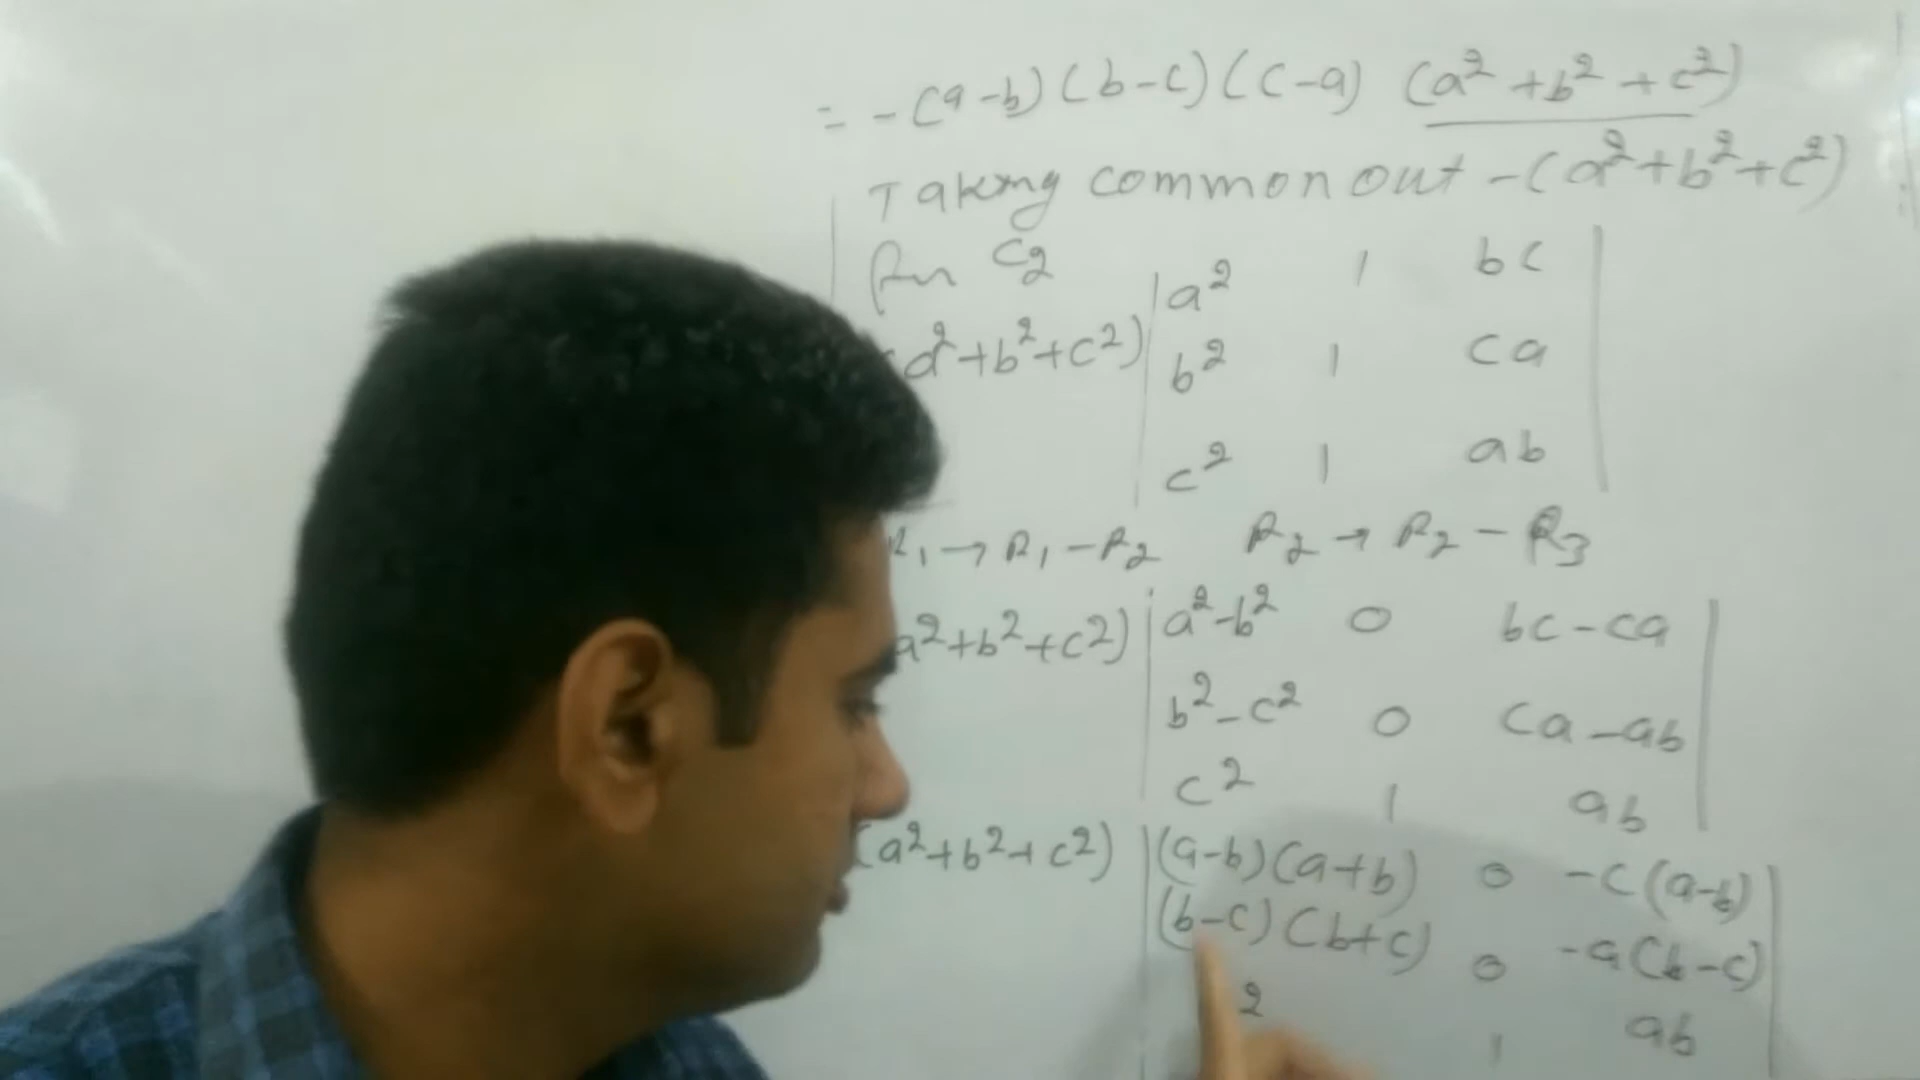 = -(a-b)(b-c)(c-a) (a²+b²+c²)
Taking common out -(a²+b²+c²)
C₂
a² 1 bc
a²+b²+c²) b² 1 ca
c² 1 ab
R₁→R₁-R₂ R₂→R₂-R₃
a²+b²+c²) a²-b² 0 bc-ca
b²-c² 0 ca-ab
c² 1 ab
(a²+b²+c²) (a-b)(a+b) 0 -c(a-b)
(b-c)(b+c) 0 -a(b-c)
2 1 ab